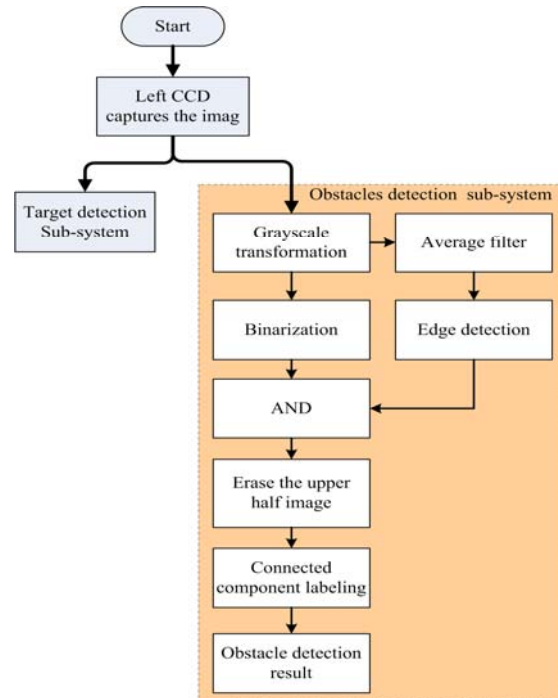 Start
Left CCD
captures the imag
Target detection
Sub-system
Obstacles detection sub-system
Grayscale
transformation
Average filter
Binarization
Edge detection
AND
Erase the upper
half image
Connected
component labeling
Obstacle detection
result